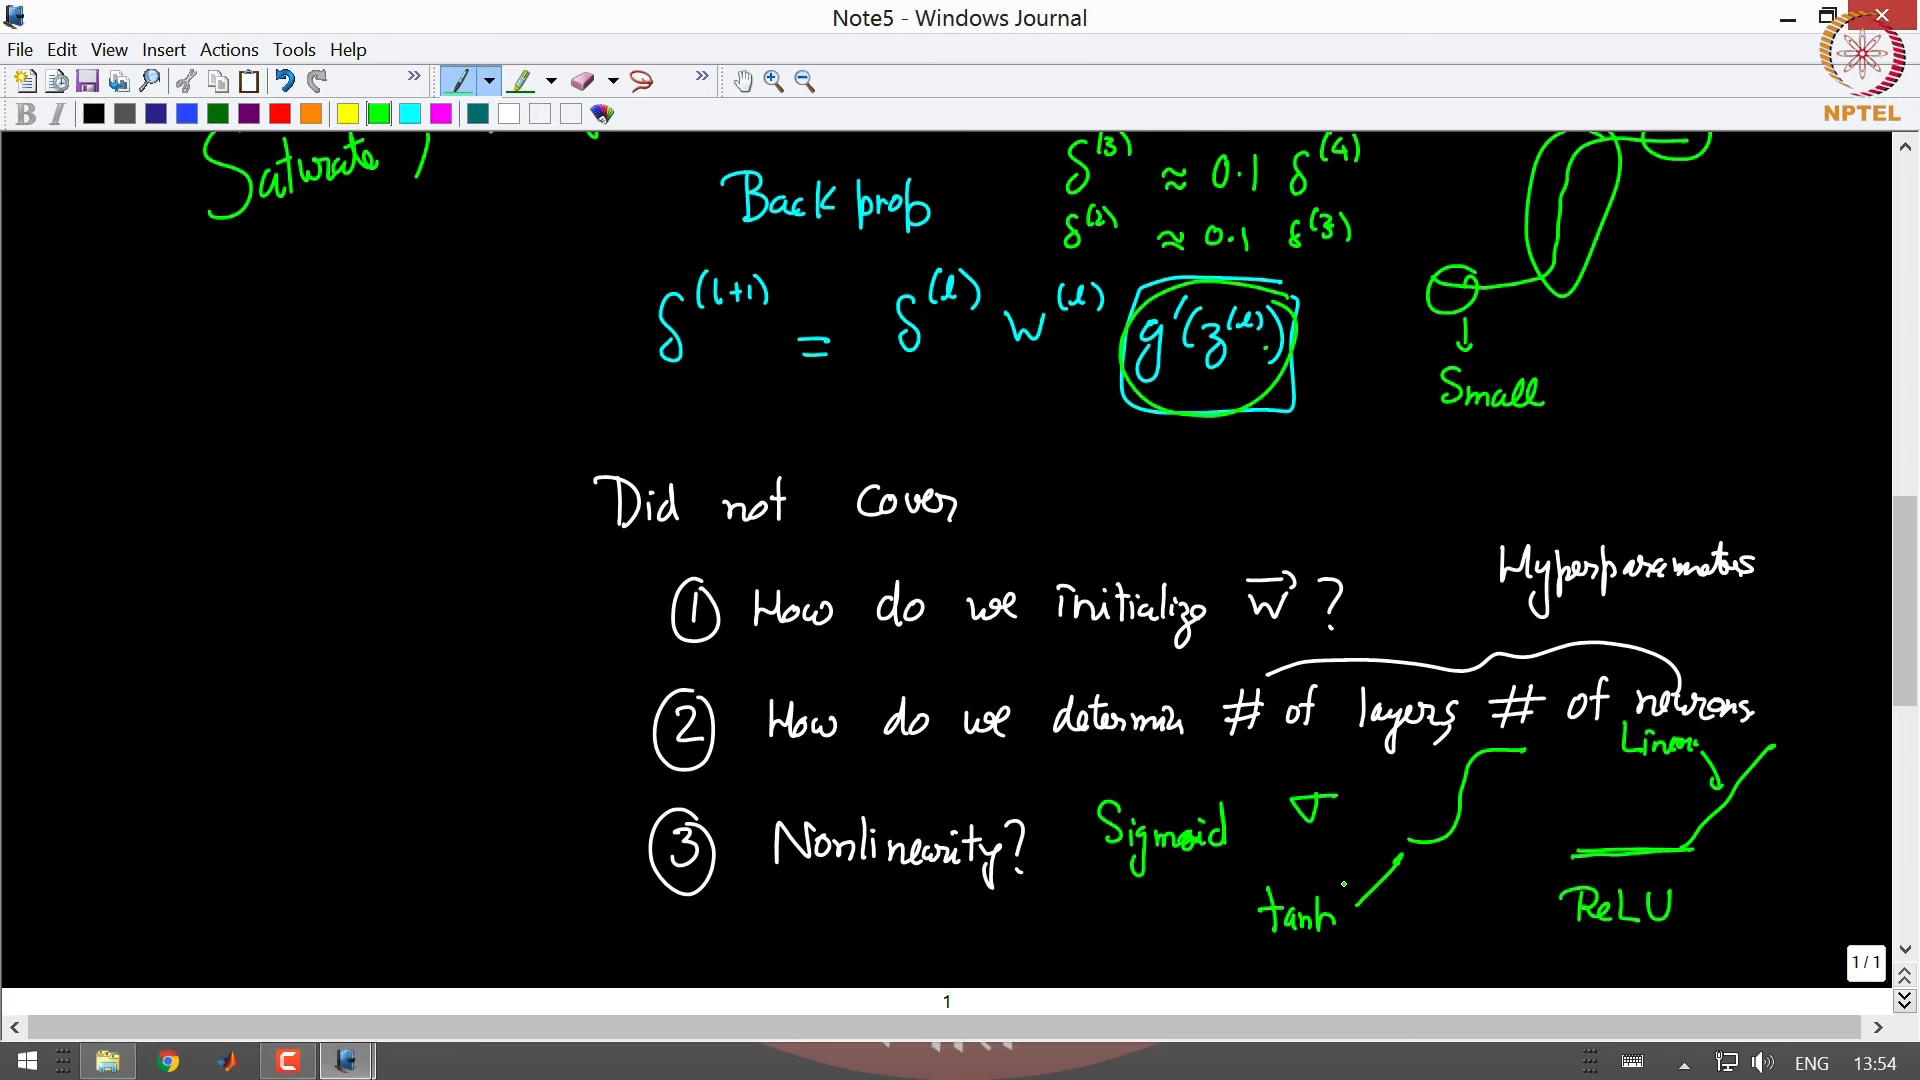 Note5 - Windows Journal
File Edit View Insert Actions Tools Help
NPTEL
Saturate,
Back prop
δ^(3) ≈ 0.1 δ^(4)
δ^(2) ≈ 0.1 δ^(3)
δ^(l+1) = δ^(l) w^(l) g'(z^(l))
Small
Did not cover
Hyperparameters
① How do we initialize w⃗ ?
② How do we determin # of layers # of neurons
Linear
③ Nonlinearity? Sigmoid σ
tanh
ReLU
1 / 1
1
ENG 13:54